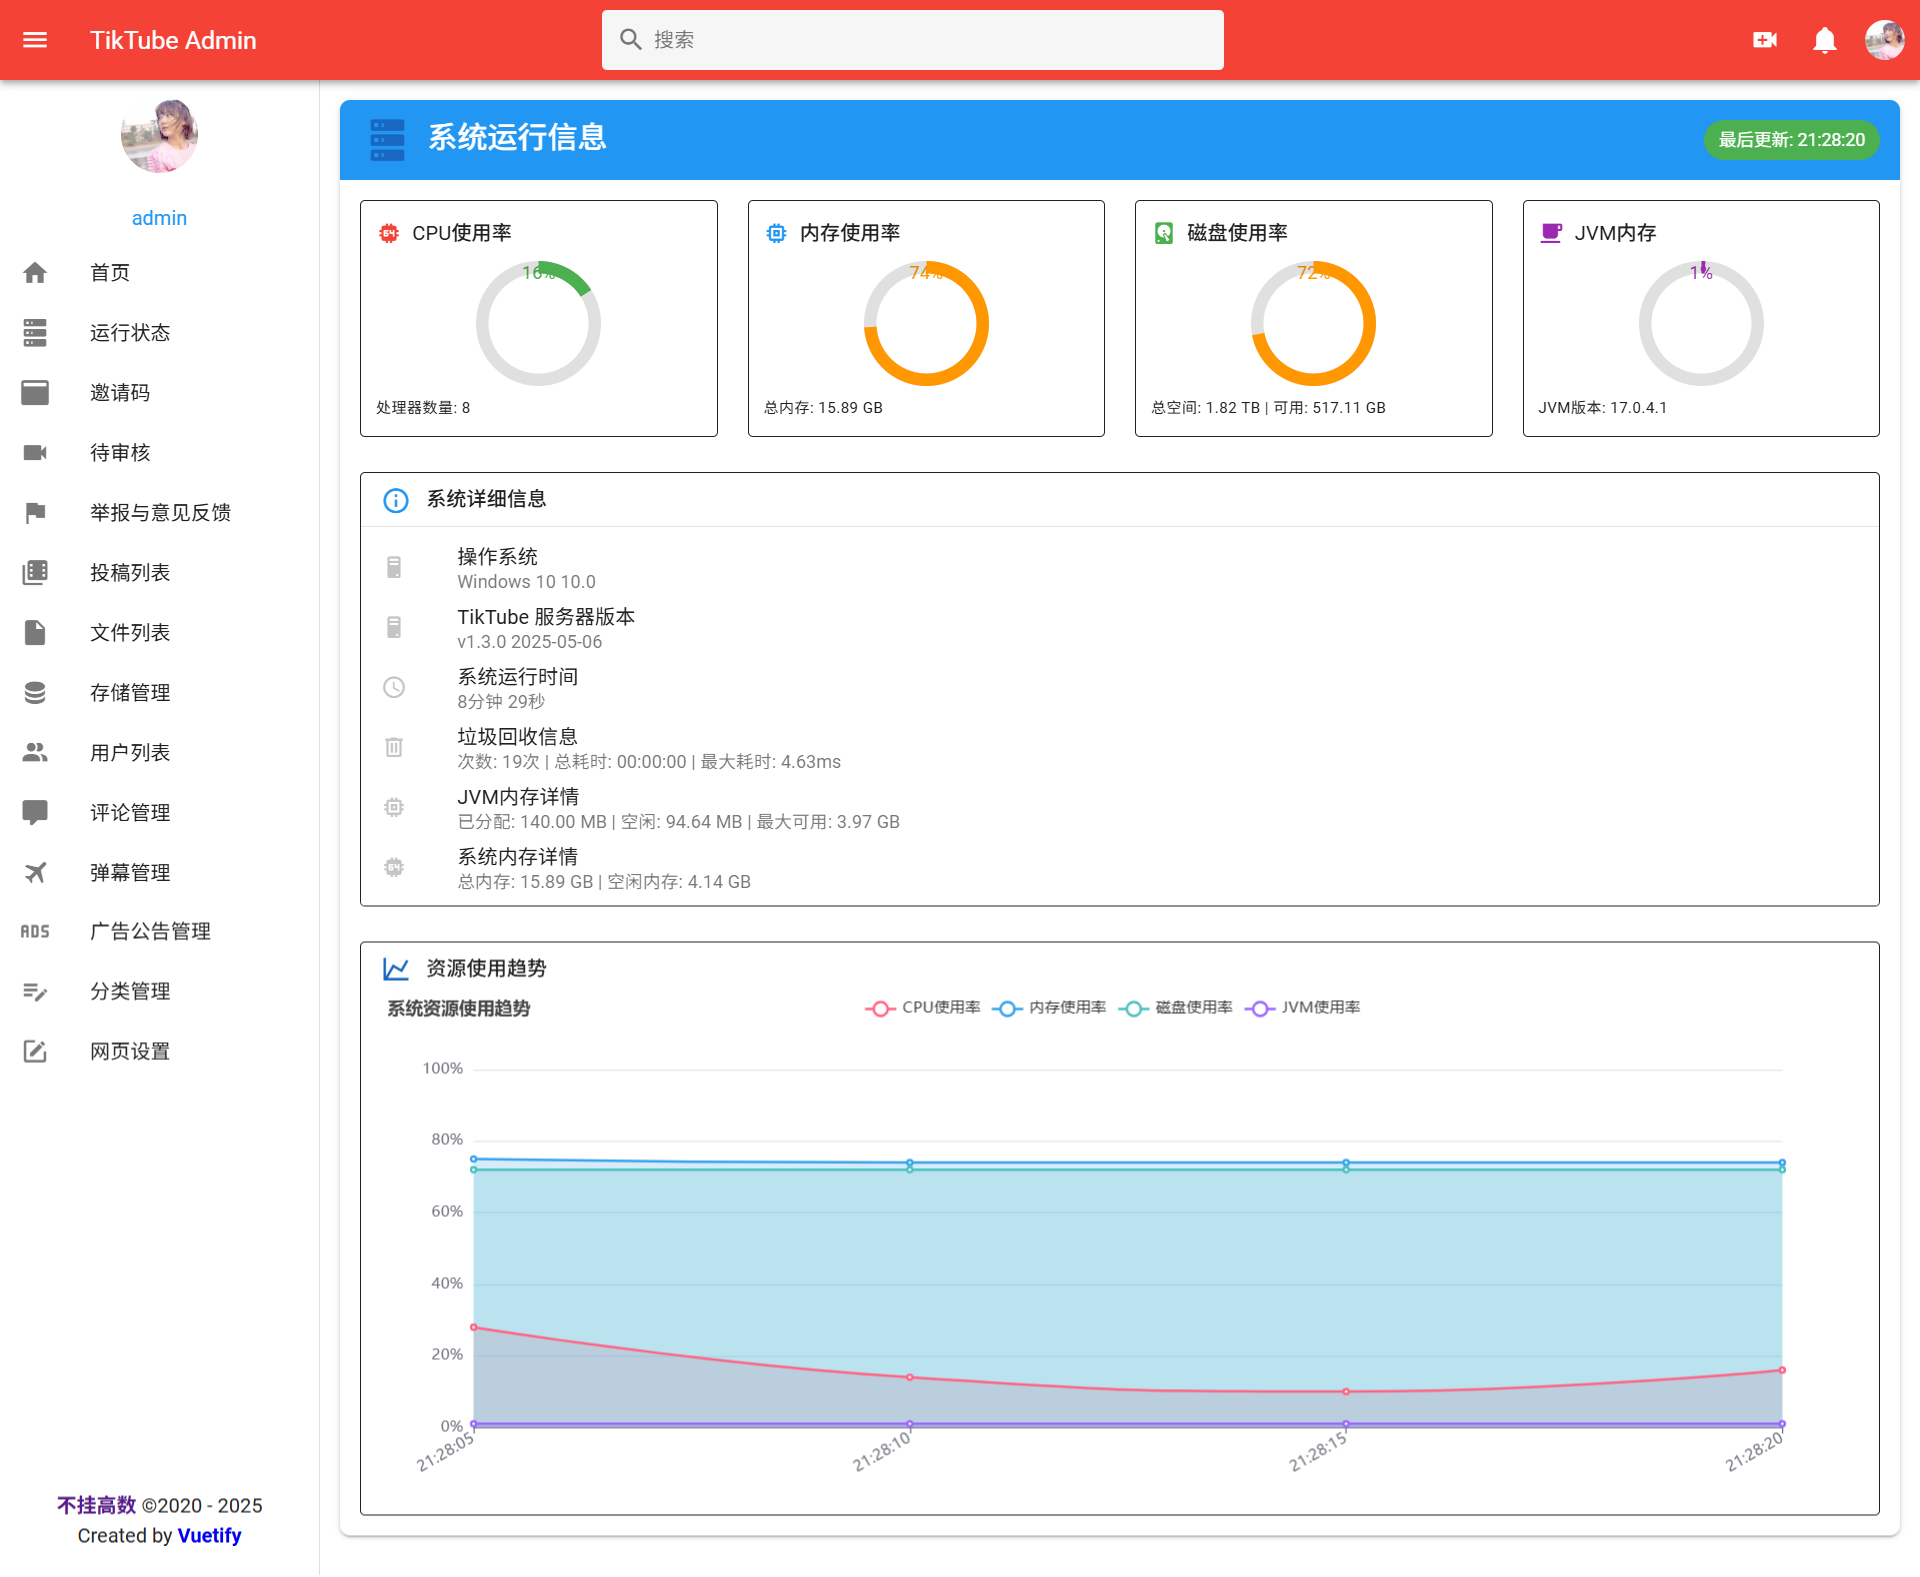 TikTube Admin
搜索
admin
首页
运行状态
邀请码
待审核
举报与意见反馈
投稿列表
文件列表
存储管理
用户列表
评论管理
弹幕管理
ADS 广告公告管理
分类管理
网页设置
不挂高数 ©2020 - 2025
Created by Vuetify
系统运行信息
最后更新: 21:28:20
64 CPU使用率
16%
处理器数量: 8
内存使用率
74%
总内存: 15.89 GB
磁盘使用率
72%
总空间: 1.82 TB | 可用: 517.11 GB
JVM内存
1%
JVM版本: 17.0.4.1
系统详细信息
操作系统
Windows 10 10.0
TikTube 服务器版本
v1.3.0 2025-05-06
系统运行时间
8分钟 29秒
垃圾回收信息
次数: 19次 | 总耗时: 00:00:00 | 最大耗时: 4.63ms
JVM内存详情
已分配: 140.00 MB | 空闲: 94.64 MB | 最大可用: 3.97 GB
64 系统内存详情
总内存: 15.89 GB | 空闲内存: 4.14 GB
资源使用趋势
系统资源使用趋势
CPU使用率 内存使用率 磁盘使用率 JVM使用率
100%
80%
60%
40%
20%
0%
21:28:05 21:28:10 21:28:15 21:28:20